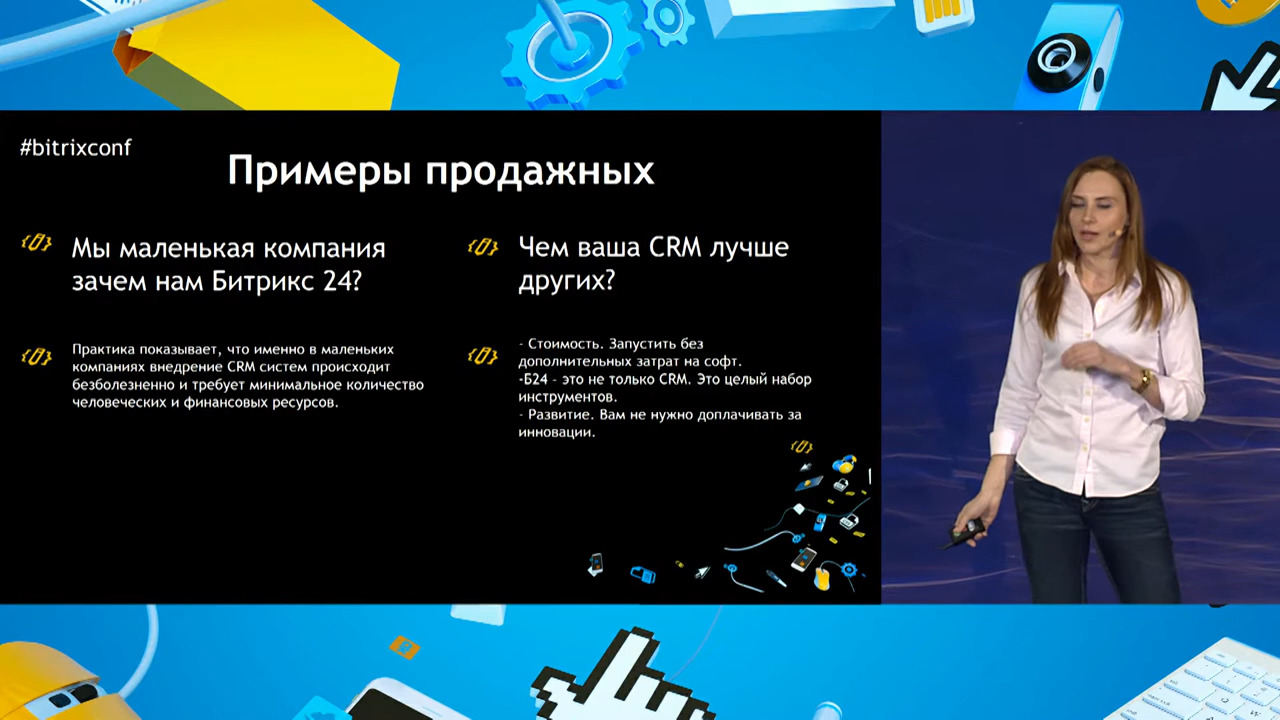 #bitrixconf
Примеры продажных
Мы маленькая компания
зачем нам Битрикс 24?
Практика показывает, что именно в маленьких
компаниях внедрение CRM систем происходит
безболезненно и требует минимальное количество
человеческих и финансовых ресурсов.
Чем ваша CRM лучше
других?
- Стоимость. Запустить без
дополнительных затрат на софт.
-Б24 – это не только CRM. Это целый набор
инструментов.
- Развитие. Вам не нужно доплачивать за
инновации.